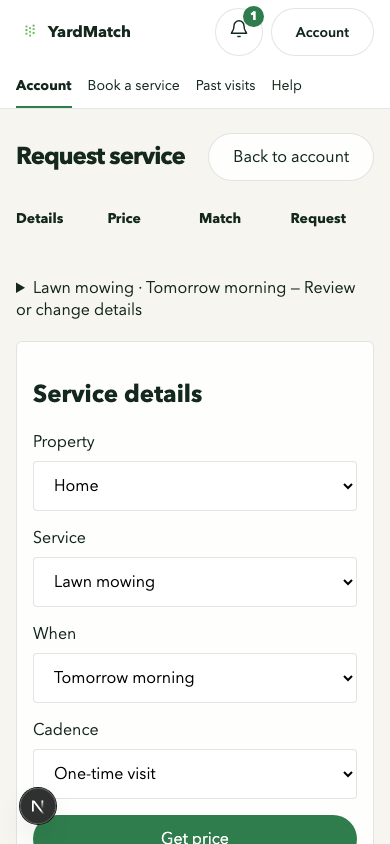 YardMatch
1
Account
Account
Book a service
Past visits
Help
Request service
Back to account
Details
Price
Match
Request
Lawn mowing · Tomorrow morning — Review
or change details
Service details
Property
Home
Service
Lawn mowing
When
Tomorrow morning
Cadence
One-time visit
N
Get price